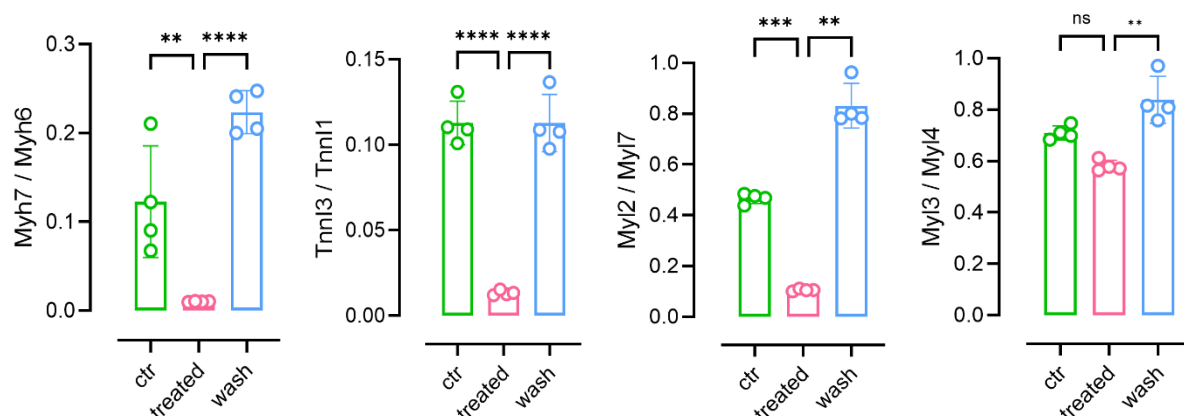 ** ****
0.3
0.2
0.1
0.0
Myh7 / Myh6
ctr
treated
wash
**** ****
0.15
0.10
0.05
0.00
TnnI3 / TnnI1
ctr
treated
wash
*** **
1.0
0.8
0.6
0.4
0.2
0.0
Myl2 / Myl7
ctr
treated
wash
ns **
1.0
0.8
0.6
0.4
0.2
0.0
Myl3 / Myl4
ctr
treated
wash